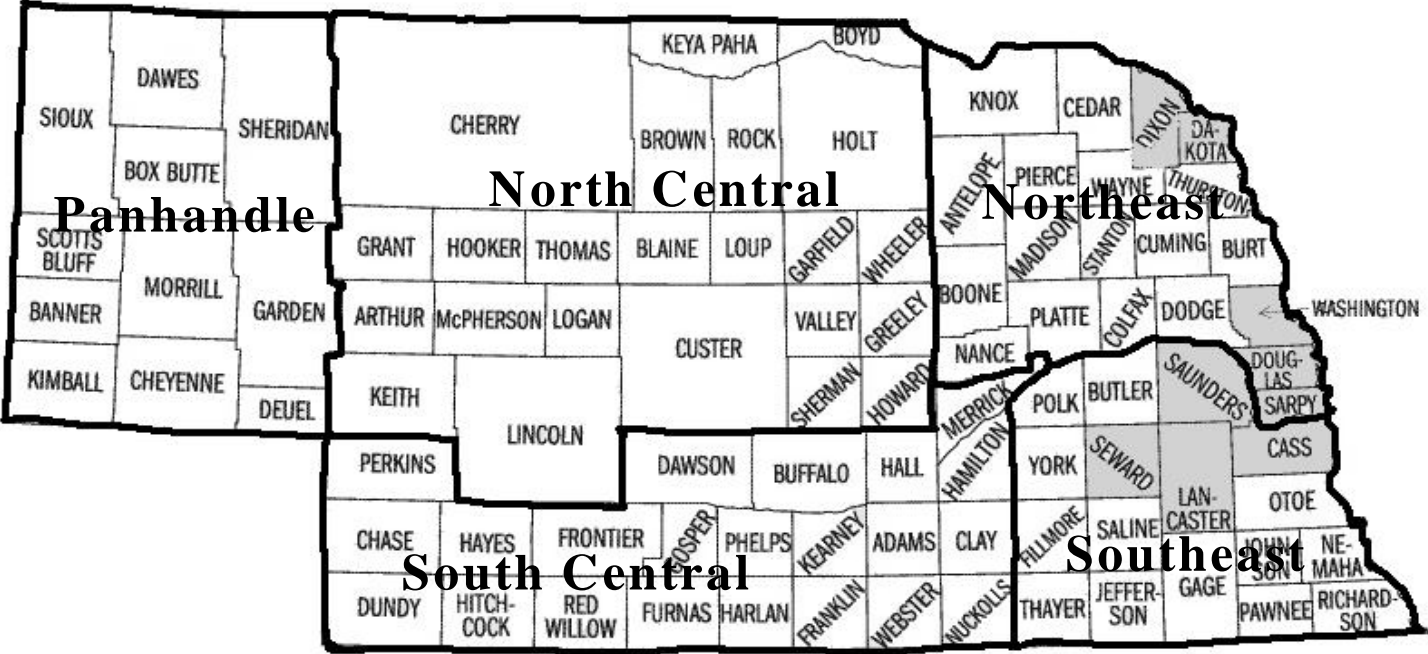 SIOUX
DAWES
BOX BUTTE
SHERIDAN
Panhandle
SCOTTS
BLUFF
MORRILL
BANNER
GARDEN
KIMBALL
CHEYENNE
DEUEL
CHERRY
KEYA PAHA
BOYD
BROWN
ROCK
HOLT
North Central
GRANT
HOOKER
THOMAS
BLAINE
LOUP
GARFIELD
WHEELER
ARTHUR
McPHERSON
LOGAN
CUSTER
VALLEY
GREELEY
KEITH
LINCOLN
SHERMAN
HOWARD
KNOX
CEDAR
DIXON
DA-
KOTA
ANTELOPE
PIERCE
WAYNE
THURSTON
Northeast
MADISON
STANTON
CUMING
BURT
BOONE
PLATTE
COLFAX
DODGE
WASHINGTON
NANCE
DOUG-
LAS
SARPY
PERKINS
DAWSON
BUFFALO
HALL
MERRICK
HAMILTON
CHASE
HAYES
FRONTIER
GOSPER
PHELPS
KEARNEY
ADAMS
CLAY
South Central
DUNDY
HITCH-
COCK
RED
WILLOW
FURNAS
HARLAN
FRANKLIN
WEBSTER
NUCKOLLS
POLK
BUTLER
SAUNDERS
YORK
SEWARD
LAN-
CASTER
CASS
OTOE
FILLMORE
SALINE
Southeast
JOHN-
SON
NE-
MAHA
THAYER
JEFFER-
SON
GAGE
PAWNEE
RICHARD-
SON